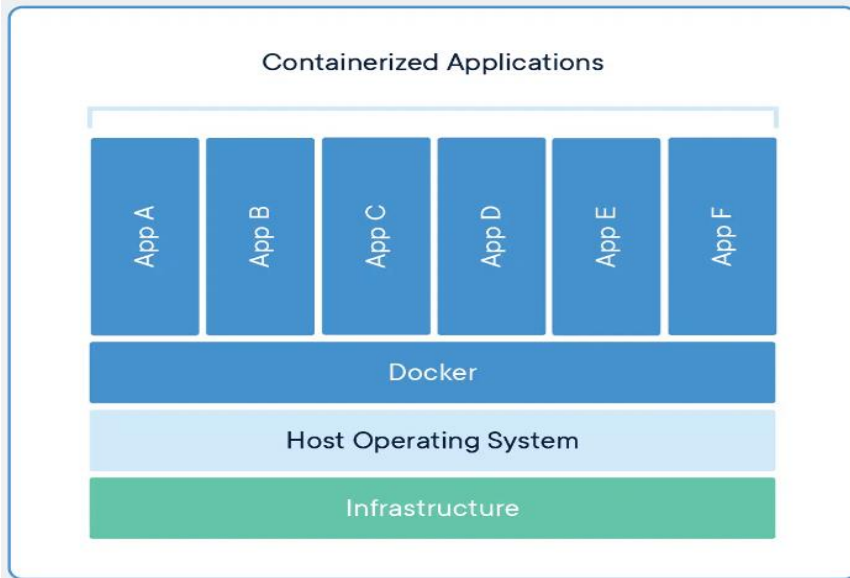 Containerized Applications
App A
App B
App C
App D
App E
App F
Docker
Host Operating System
Infrastructure